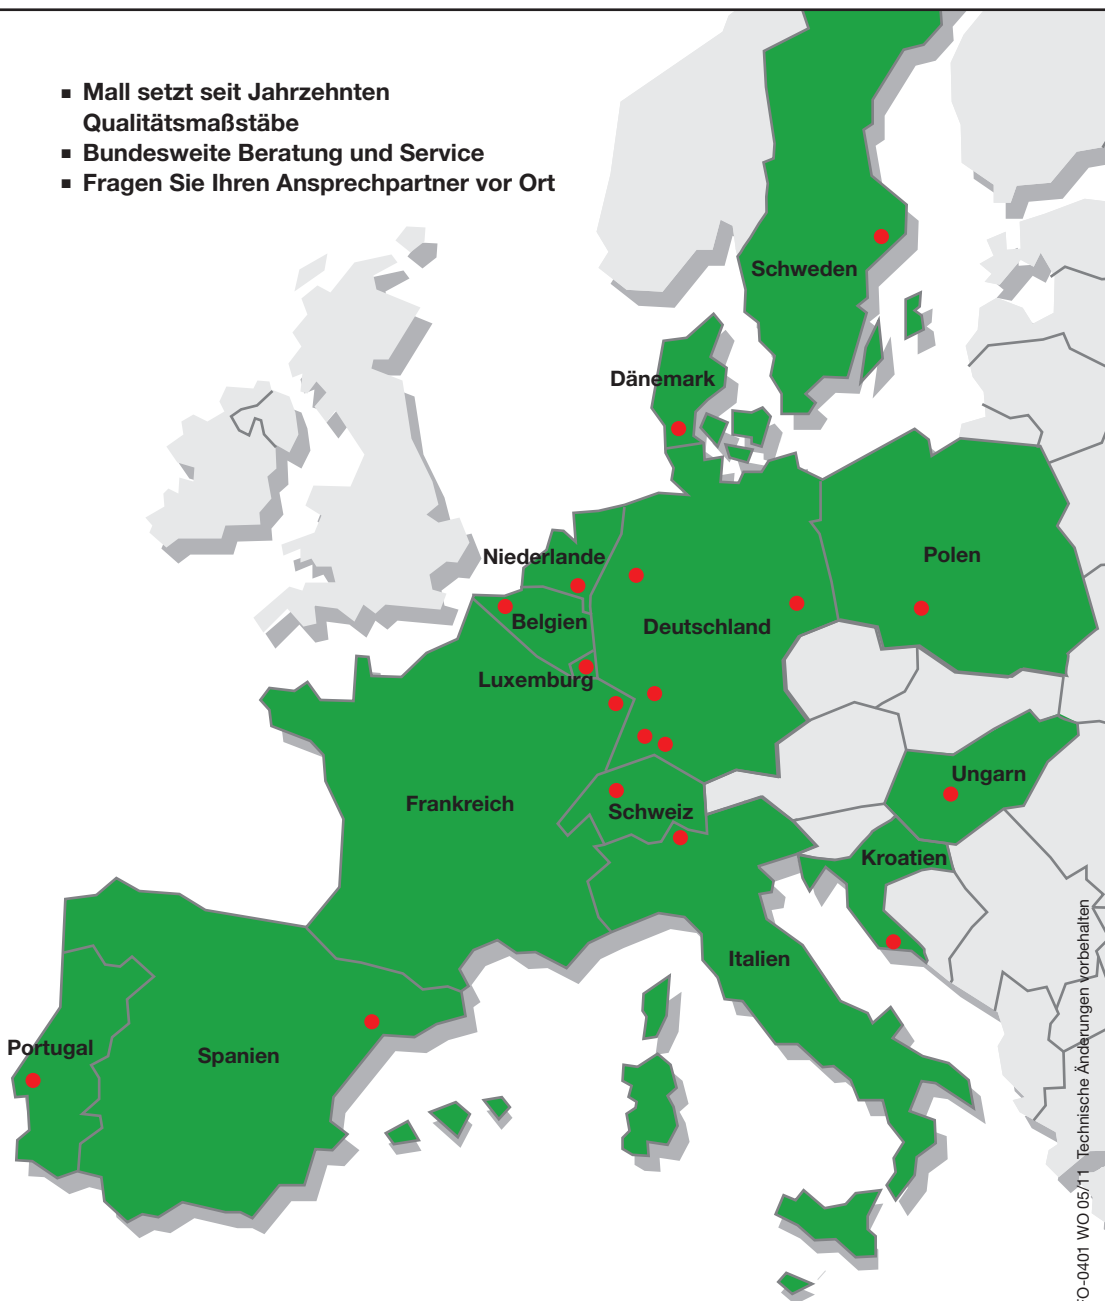 ▪ Mall setzt seit Jahrzehnten
Qualitätsmaßstäbe
▪ Bundesweite Beratung und Service
▪ Fragen Sie Ihren Ansprechpartner vor Ort
Schweden
Dänemark
Niederlande
Polen
Belgien
Deutschland
Luxemburg
Ungarn
Frankreich
Schweiz
Kroatien
Italien
Portugal
Spanien
WO 05/11 Technische Änderungen vorbehalten